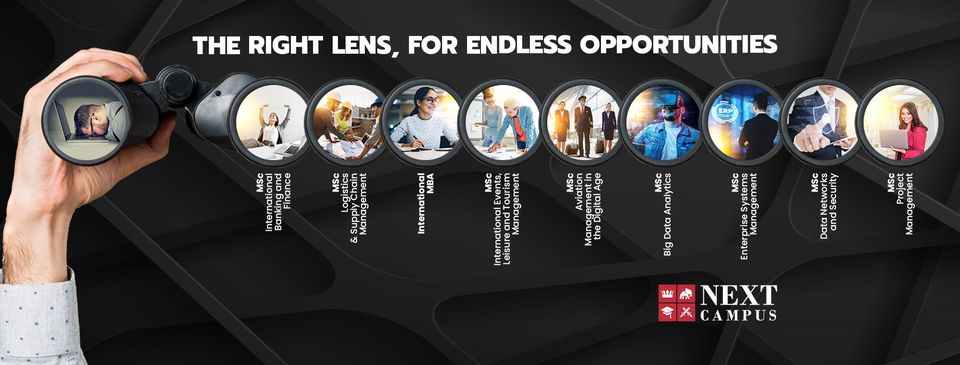 THE RIGHT LENS, FOR ENDLESS OPPORTUNITIES
MSc
International
Banking and
Finance
MSc
Logistics
& Supply Chain
Management
International
MBA
MSc
International Events,
Leisure and Tourism
Management
MSc
Aviation
Management in
the Digital Age
MSc
Big Data Analytics
ERP
MSc
Enterprise Systems
Management
MSc
Data Networks
and Security
MSc
Project
Management
NEXT
CAMPUS